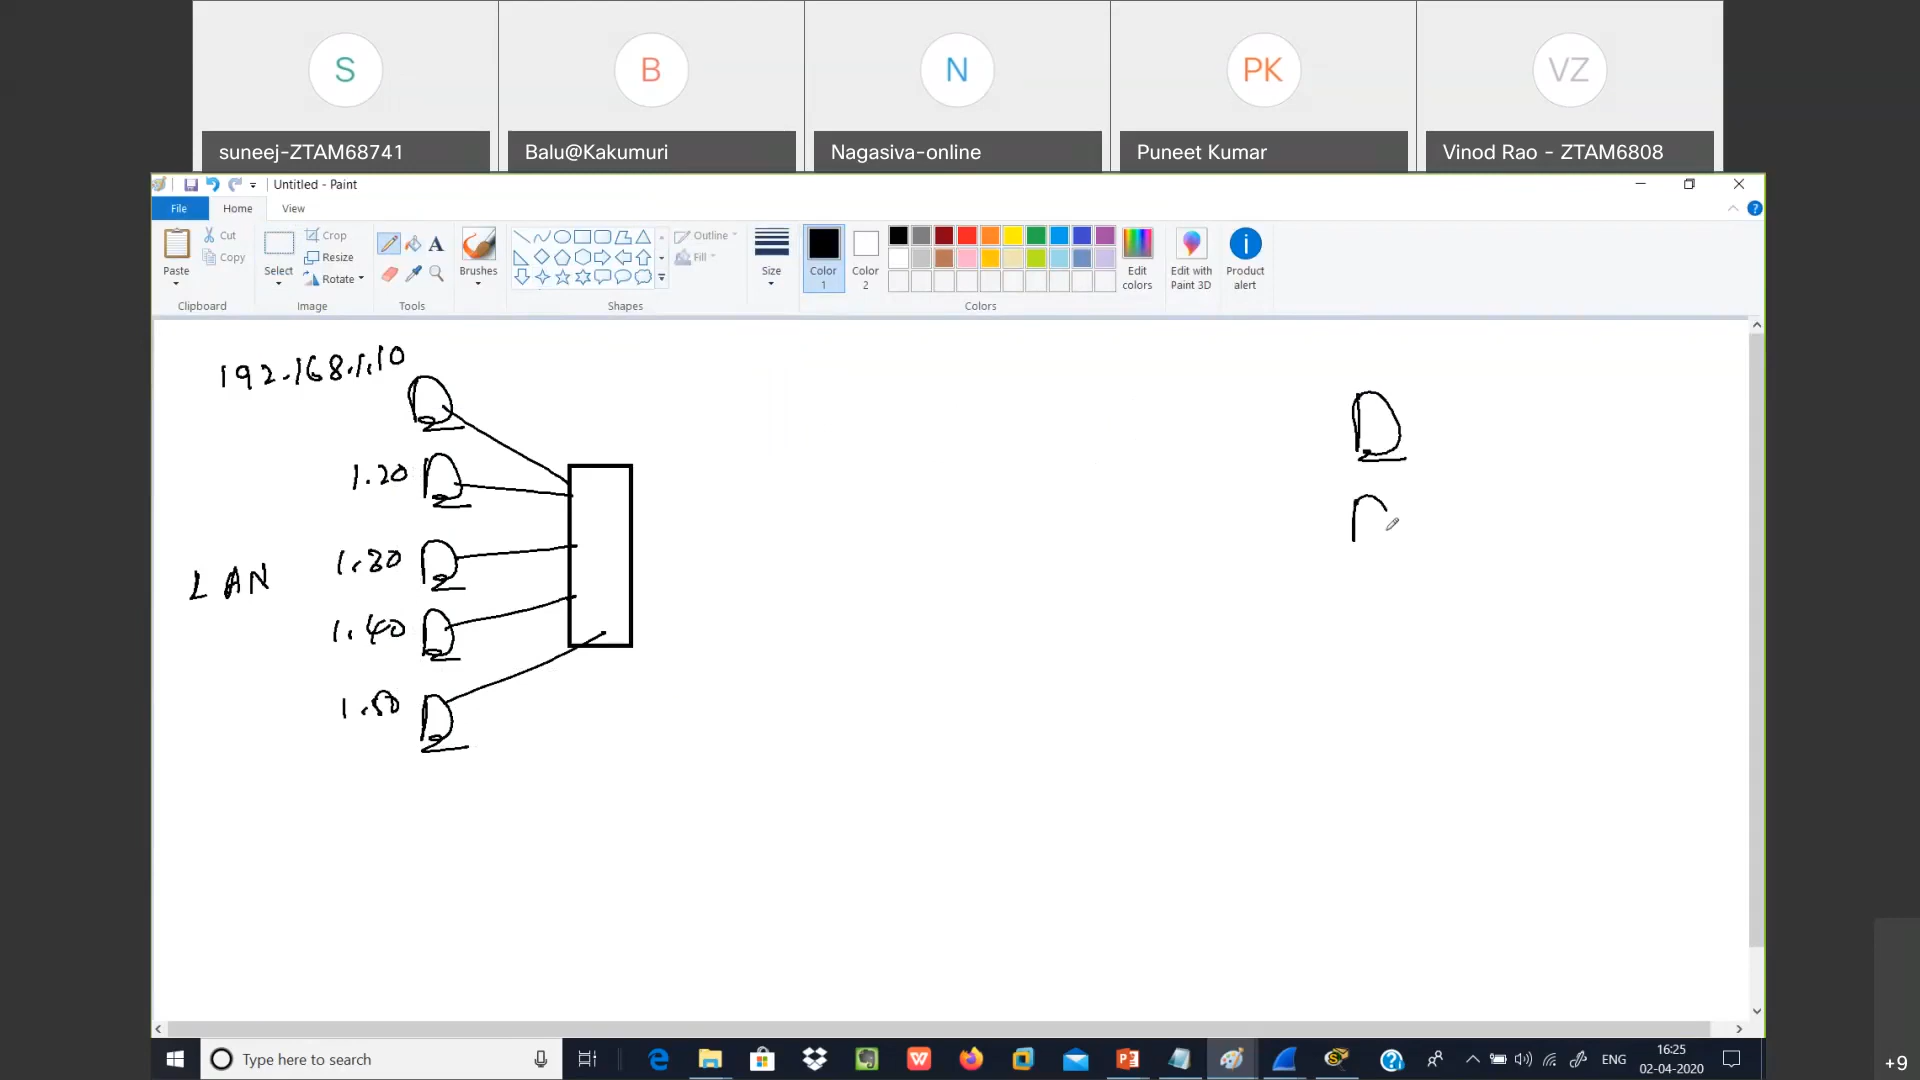 S
B
N
PK
VZ
suneej-ZTAM68741
Balu@Kakumuri
Nagasiva-online
Puneet Kumar
Vinod Rao - ZTAM6808
Untitled - Paint
File
Home
View
Paste
Cut
Copy
Clipboard
Select
Crop
Resize
Rotate
Image
A
Tools
Brushes
Outline
Fill
Shapes
Size
Color
1
Color
2
Edit
colors
Colors
Edit with
Paint 3D
Product
alert
192.168.1.10
1.20
1.30
LAN
1.40
1.50
Type here to search
ENG
16:25
02-04-2020
+9